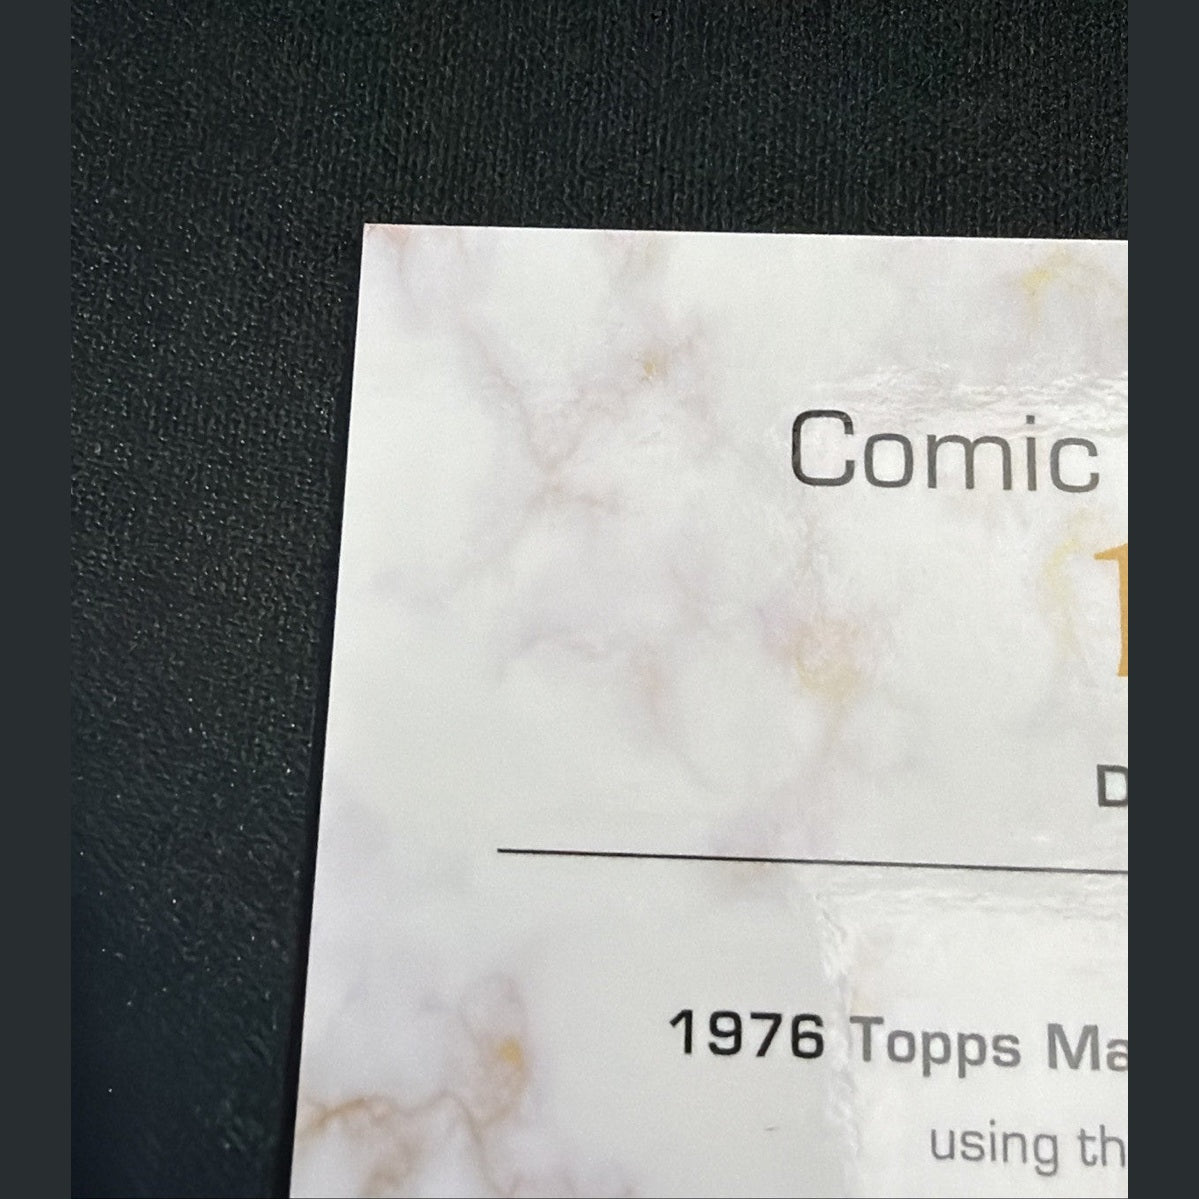 Comic
D
1976 Topps Ma
using th